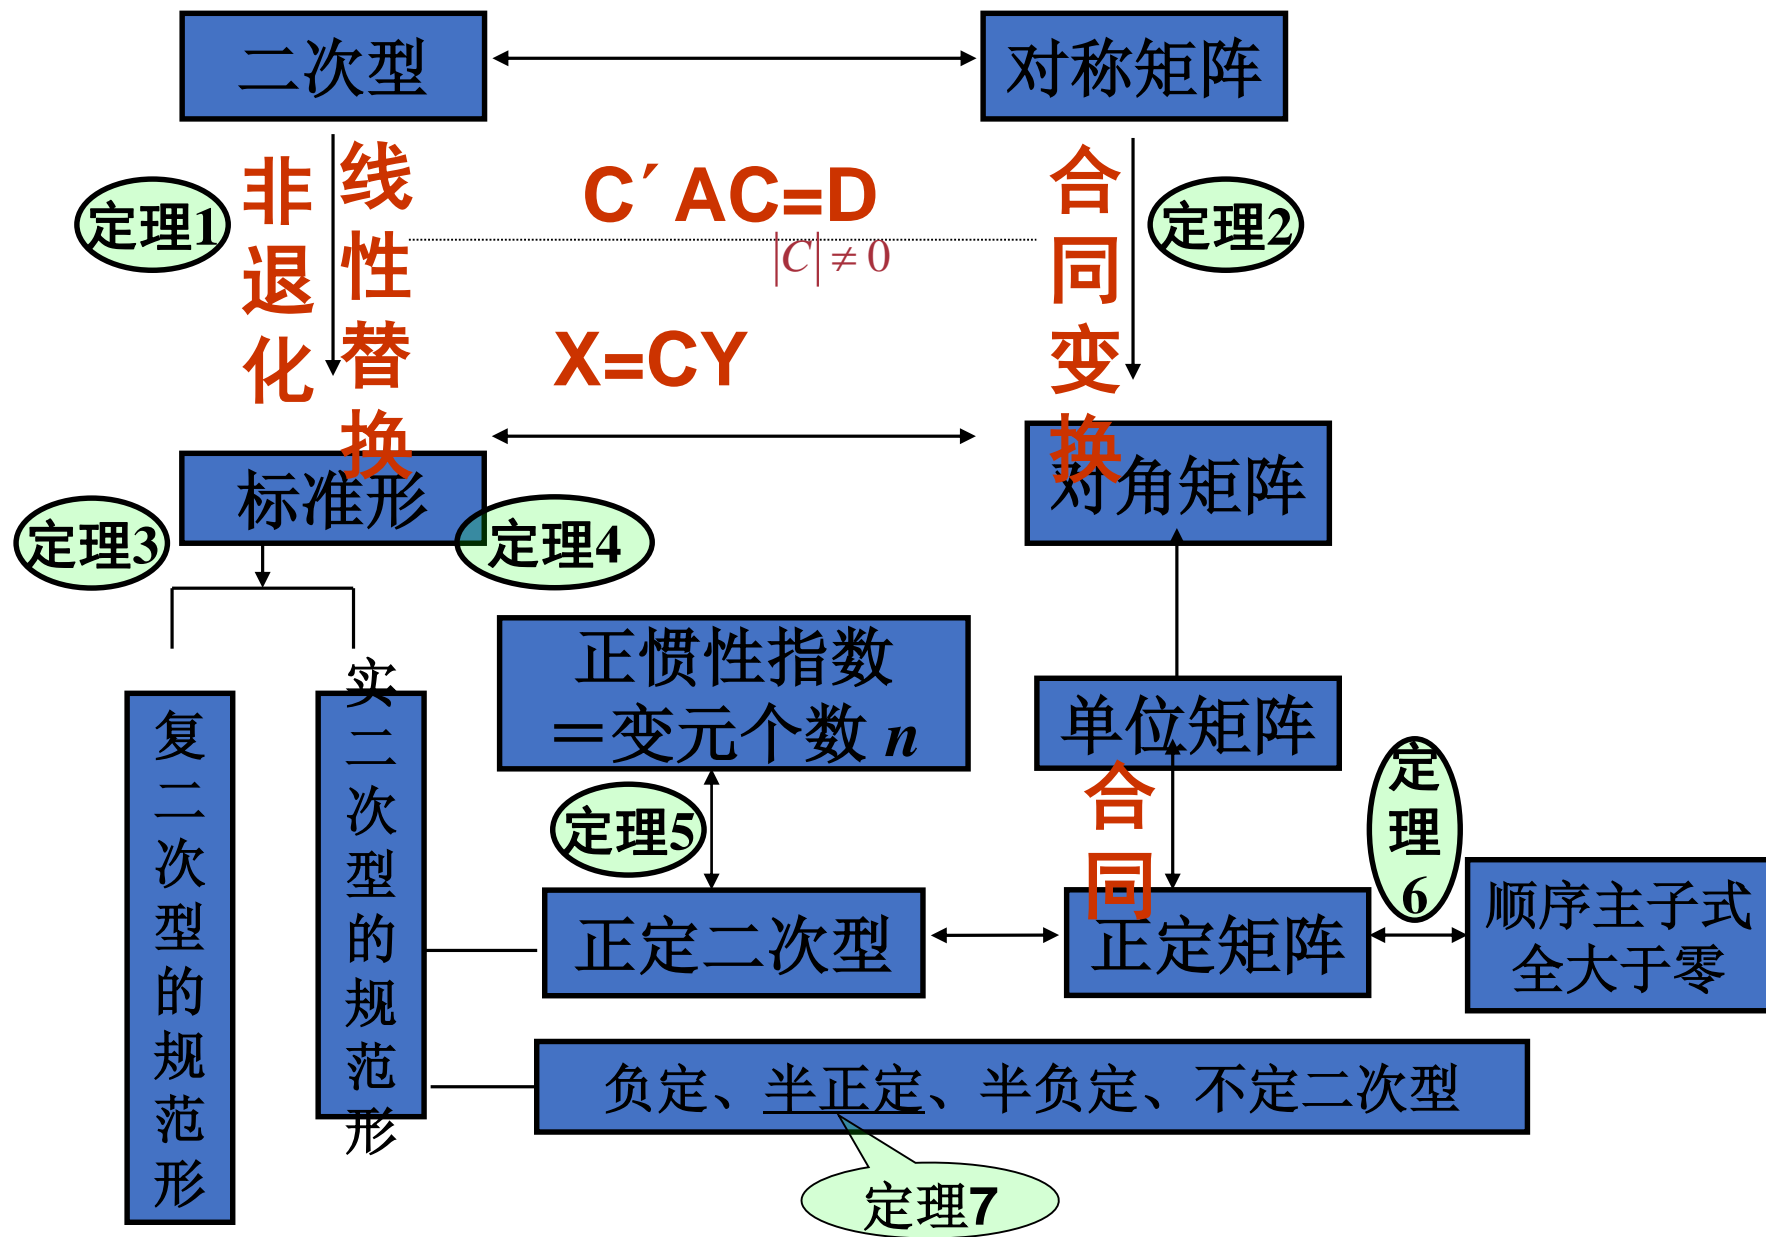 二次型
对称矩阵
定理1
非退化
线性替换
C′AC=D
|C|≠0
X=CY
合同变换
定理2
标准形
对角矩阵
定理3
定理4
正惯性指数
=变元个数 n
单位矩阵
复二次型的规范形
实二次型的规范形
定理5
合同
定理6
正定二次型
正定矩阵
顺序主子式
全大于零
负定、半正定、半负定、不定二次型
定理7